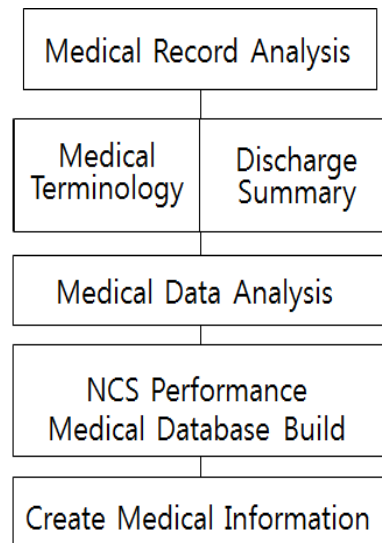 Medical Record Analysis
Medical
Terminology
Discharge
Summary
Medical Data Analysis
NCS Performance
Medical Database Build
Create Medical Information